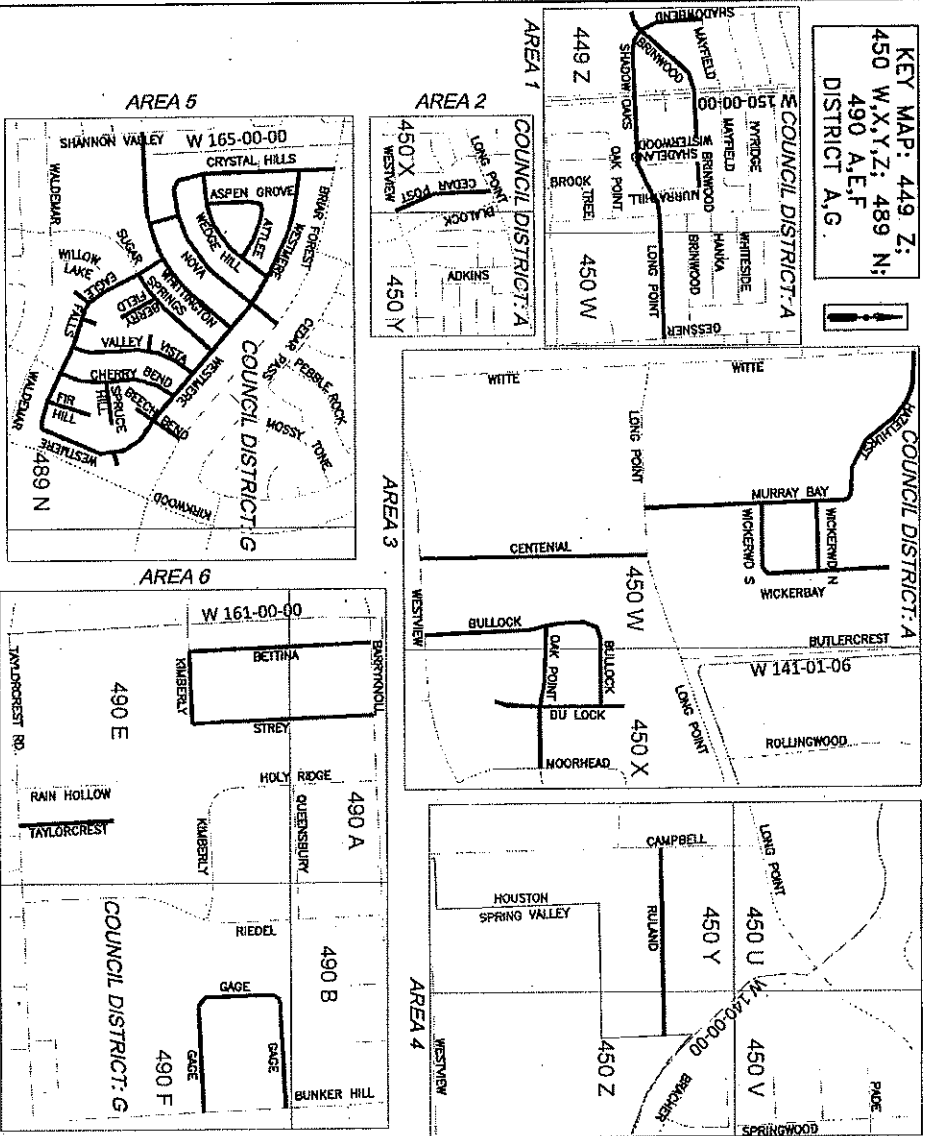 KEY MAP: 449 Z;
450 W,X,Y,Z; 489 N;
490 A,E,F
DISTRICT A,G
AREA 1
COUNCIL DISTRICT:A
449 Z
450 W
SHADOWBEND
MAYFIELD
BRINWOOD
SHADOW OAKS
W 150-00-00
IVYRIDGE
MAYFIELD
BRINWOOD
WISTERWOOD
SHADELAND
MURRAYHILL
OAK POINT
BROOK TREE
LONG POINT
WHITESIDE
HANKA
BRINWOOD
GESSNER
AREA 2
COUNCIL DISTRICT:A
450 X
450 Y
LONG POINT
CEDAR POST
BLALOCK
WESTVIEW
ADKINS
AREA 3
COUNCIL DISTRICT:A
WITTE
WITTE
HAZELHURST
LONG POINT
MURRAY BAY
WICKERWD N
WICKERWD S
WICKERBAY
CENTENIAL
450 W
BUTLERCREST
W 141-01-06
BULLOCK
BULLOCK
OAK POINT
DU LOCK
WESTVIEW
LONG POINT
450 X
MOORHEAD
ROLLINGWOOD
AREA 4
CAMPBELL
LONG POINT
HOUSTON
SPRING VALLEY
RULAND
450 Y
450 U
W 140-00-00
450 Z
450 V
WESTVIEW
BRACHER
PADE
SPRINGWOOD
AREA 5
SHANNON VALLEY
W 165-00-00
CRYSTAL HILLS
ASPEN GROVE
ATTLEE
WEDGE HILL
NOVA
BRIAR FOREST
WESTMERE
WALDEMAR
SUGAR SPRINGS
WHITTINGTON
WILLOW LAKE
EAGLE FALLS
BERRY FIELD
VALLEY VISTA
WESTMERE
CHERRY BEND
BEECH BEND
SPRUCE HILL
FIR HILL
WALDEMAR
WESTMERE
CEDAR PASS
PEBBLE ROCK
MOSSY TONE
COUNCIL DISTRICT: G
KIRKWOOD
489 N
AREA 6
W 161-00-00
BETTINA
BARRYKNOLL
KIMBERLY
STREY
TAYLORCREST RD.
490 E
HOLY RIDGE
RAIN HOLLOW
TAYLORCREST
KIMBERLY
QUEENSBURY
490 A
RIEDEL
490 B
COUNCIL DISTRICT: G
GAGE
GAGE
GAGE
490 F
BUNKER HILL